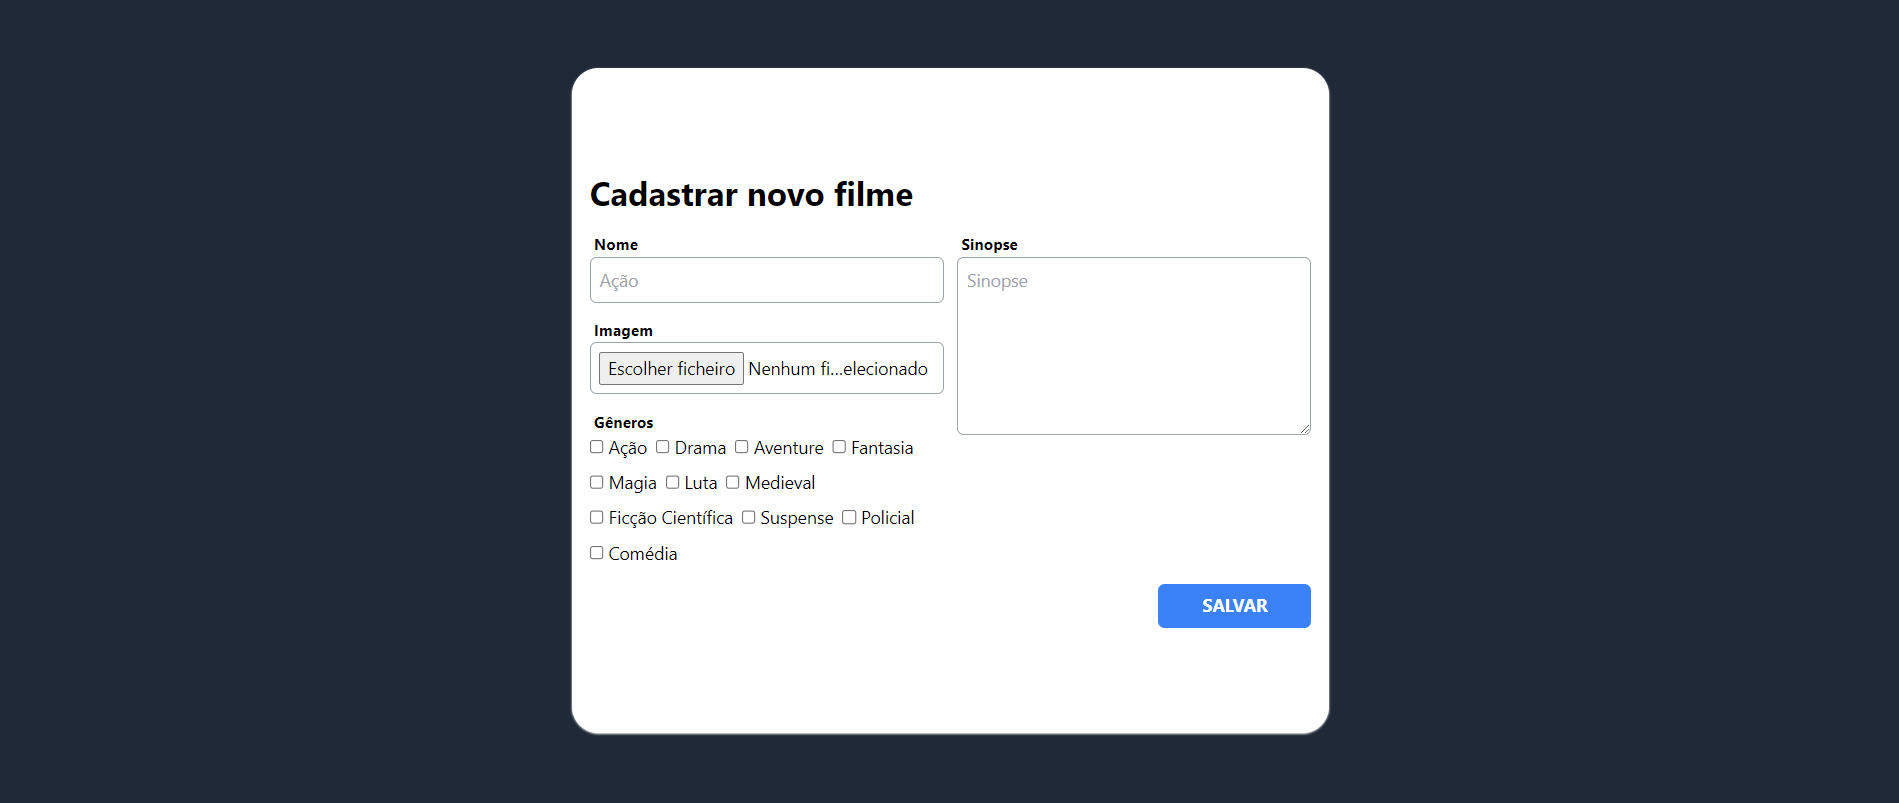 Cadastrar novo filme
Nome
Ação
Imagem
Escolher ficheiro Nenhum fi...elecionado
Gêneros
Ação Drama Aventure Fantasia
Magia Luta Medieval
Ficção Científica Suspense Policial
Comédia
Sinopse
Sinopse
SALVAR